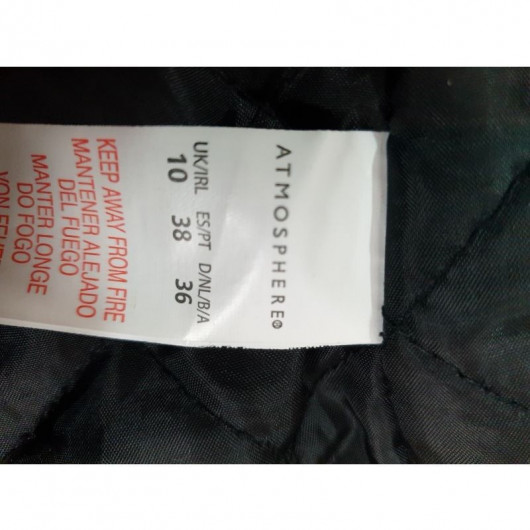 ATMOSPHERE®
UK/IRL ES/PT D/NL/B/A
10 38 36
KEEP AWAY FROM FIRE
MANTENER ALEJADO
DEL FUEGO
MANTER LONGE
DO FOGO